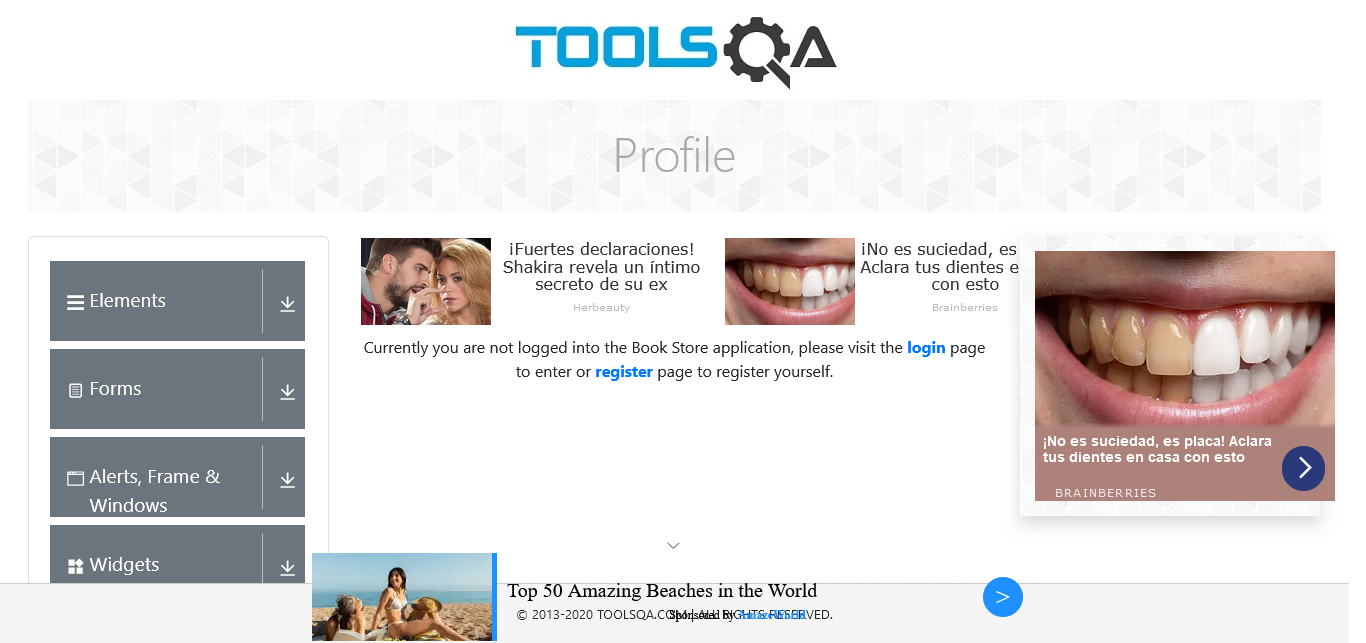 TOOLSQA
Profile
Elements
Forms
Alerts, Frame &
Windows
Widgets
¡Fuertes declaraciones!
Shakira revela un íntimo
secreto de su ex
Herbeauty
¡No es suciedad, es
Aclara tus dientes e
con esto
Brainberries
Currently you are not logged into the Book Store application, please visit the login page
to enter or register page to register yourself.
¡No es suciedad, es placa! Aclara
tus dientes en casa con esto
BRAINBERRIES
Top 50 Amazing Beaches in the World
© 2013-2020 TOOLSQA.COM | ALL RIGHTS RESERVED.
Sponsored By